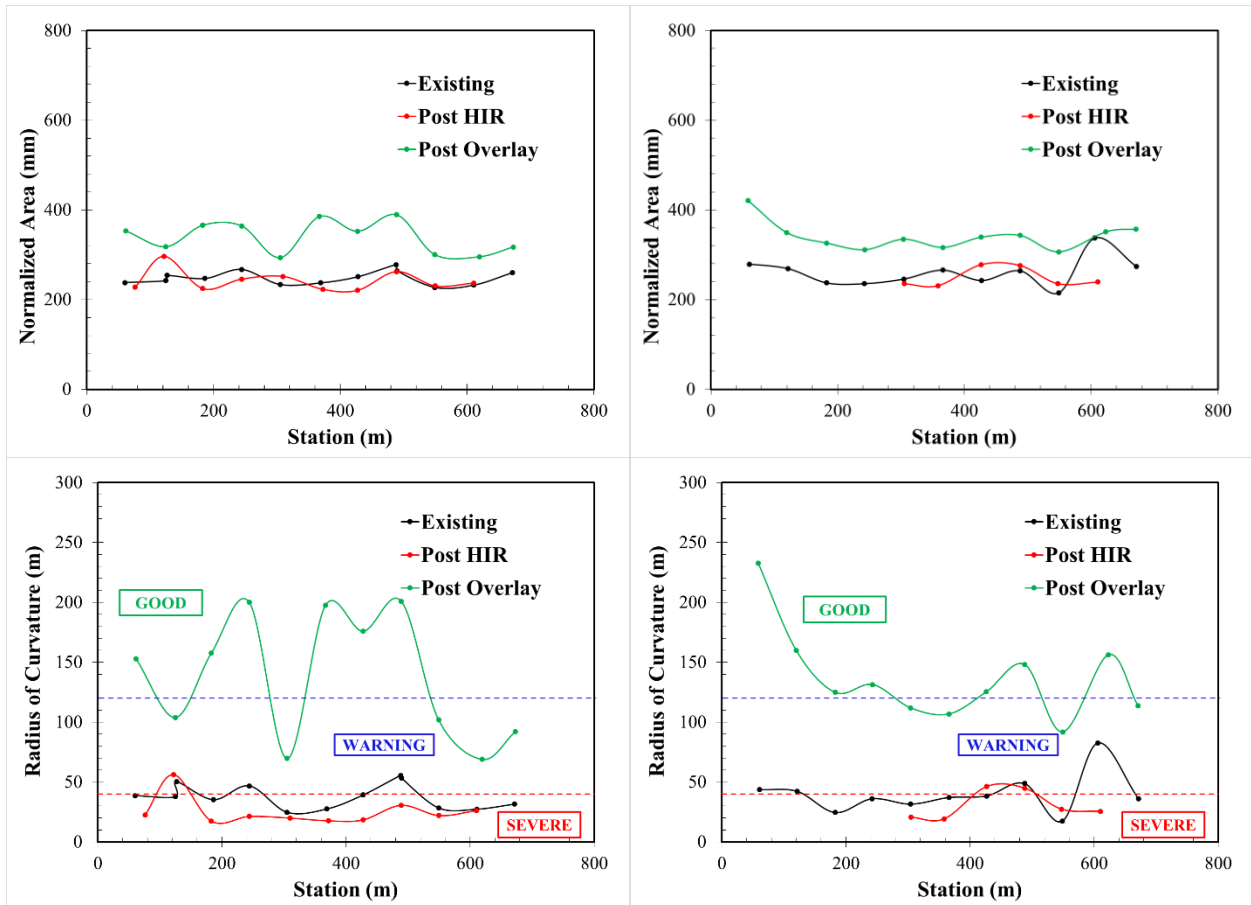 800
600
400
200
0
Normalized Area (mm)
Existing
Post HIR
Post Overlay
0 200 400 600 800
Station (m)
800
600
400
200
0
Normalized Area (mm)
Existing
Post HIR
Post Overlay
0 200 400 600 800
Station (m)
300
250
200
150
100
50
0
Radius of Curvature (m)
Existing
Post HIR
Post Overlay
GOOD
WARNING
SEVERE
0 200 400 600 800
Station (m)
300
250
200
150
100
50
0
Radius of Curvature (m)
Existing
Post HIR
Post Overlay
GOOD
WARNING
SEVERE
0 200 400 600 800
Station (m)